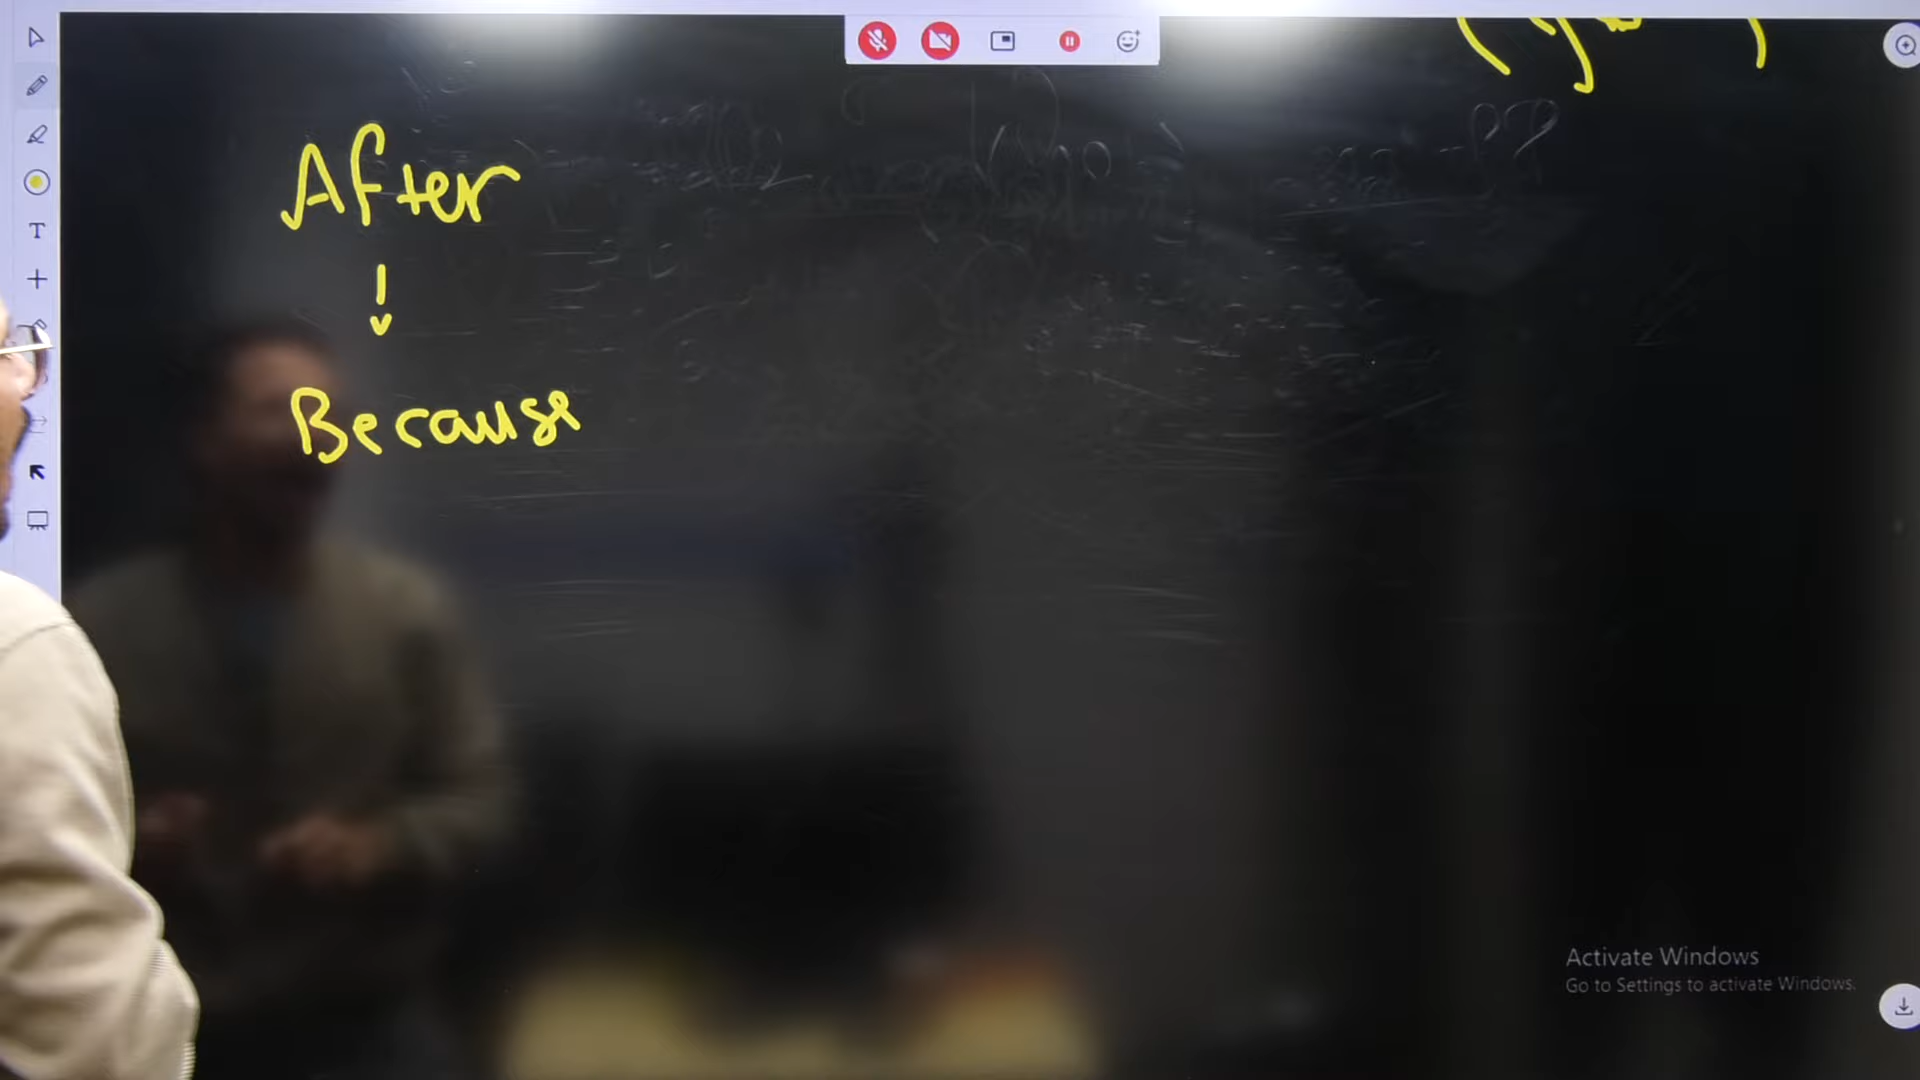 After
Because
T
Activate Windows
Go to Settings to activate Windows.